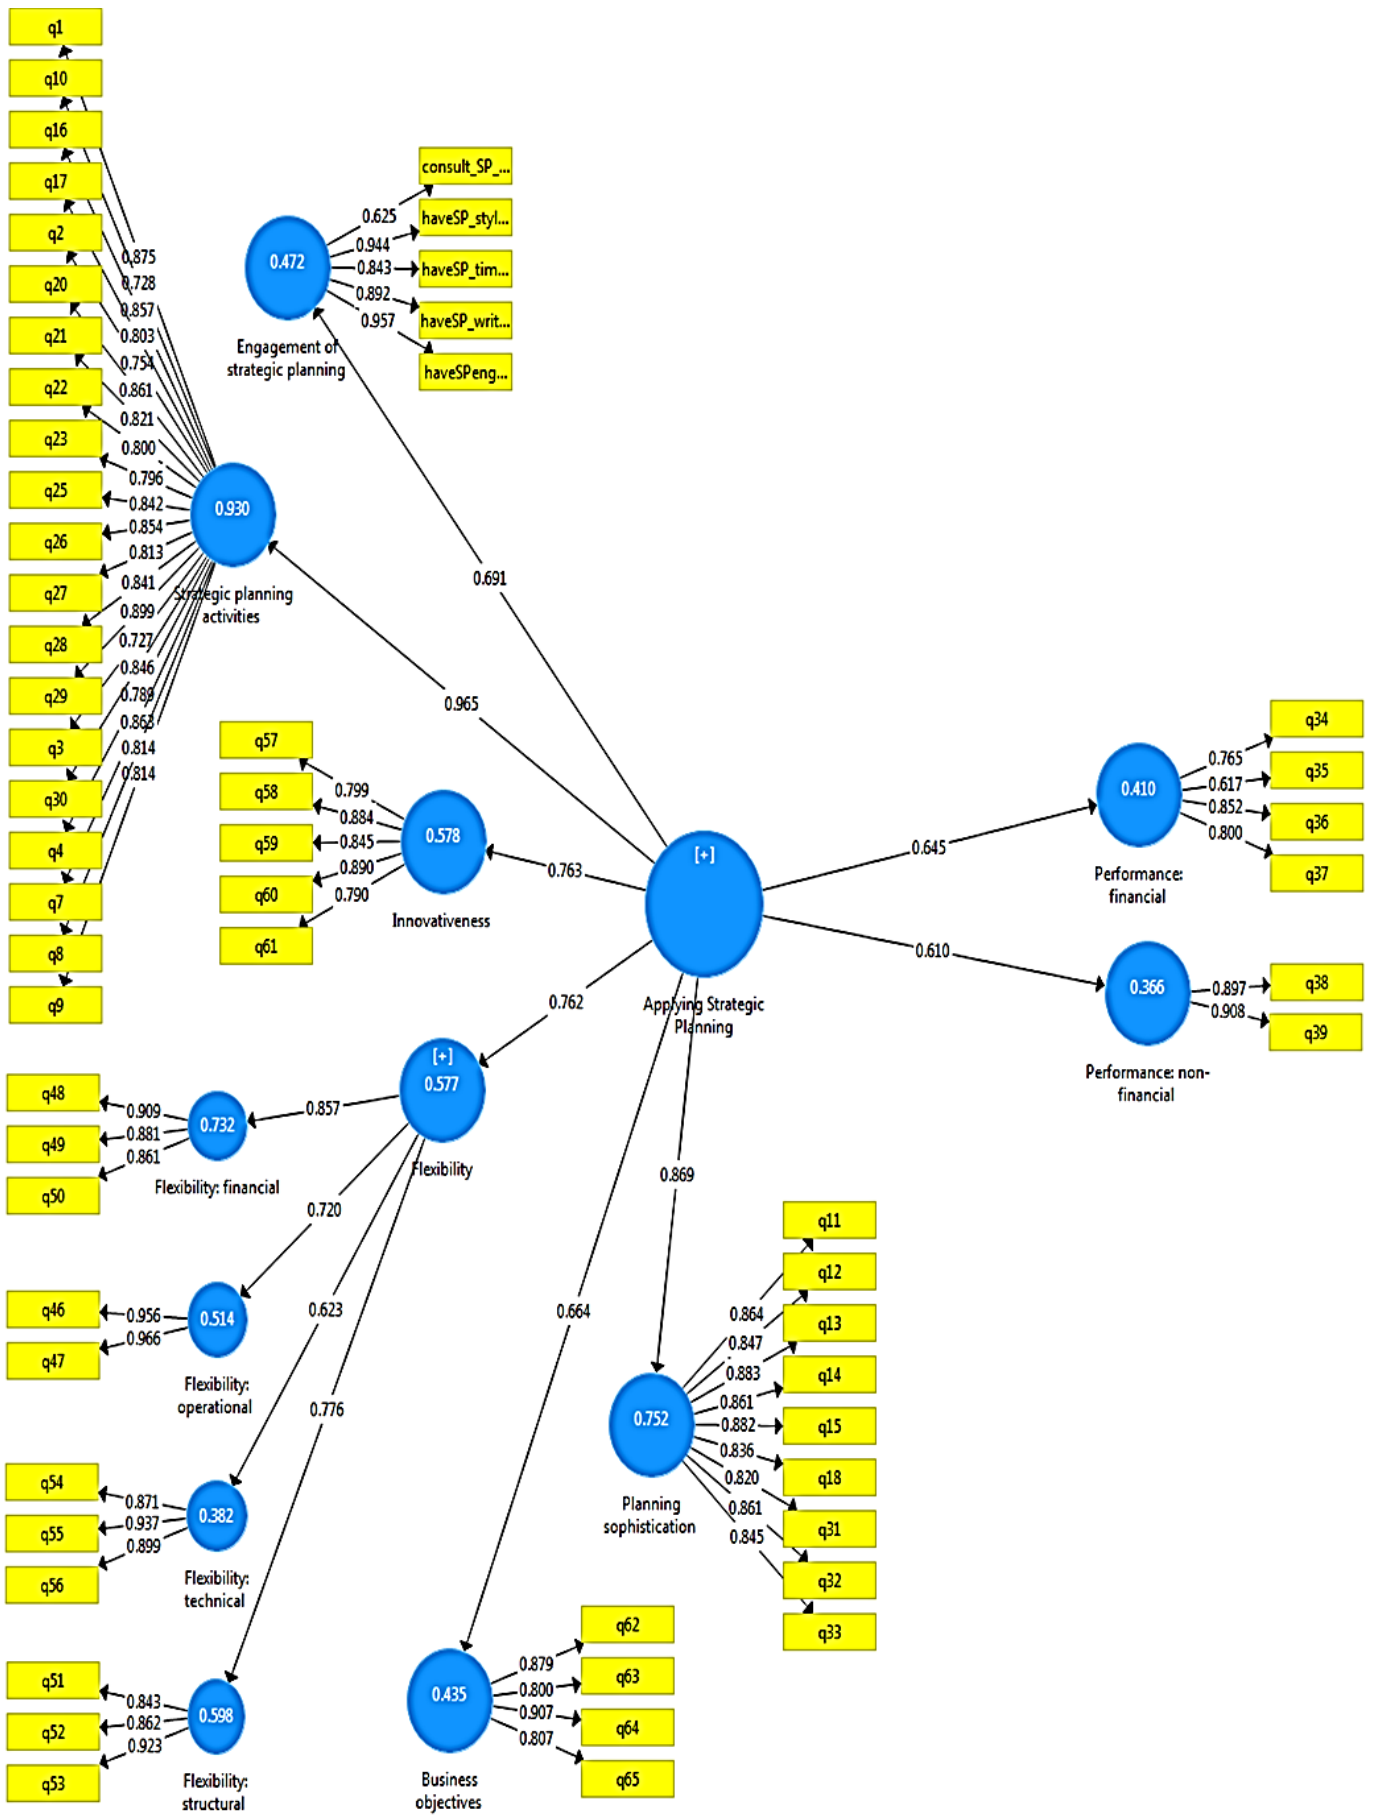 q1
q10
q16
q17
q2
q20
q21
q22
q23
q25
q26
q27
q28
q29
q3
q30
q4
q7
q8
q9
0.875
0.728
0.857
0.803
0.754
0.861
0.821
0.800
0.796
0.842
0.854
0.813
0.841
0.899
0.727
0.846
0.789
0.863
0.814
0.814
0.930
Strategic planning
activities
consult_SP_...
haveSP_styl...
haveSP_tim...
haveSP_writ...
haveSPeng...
0.625
0.944
0.843
0.892
0.957
0.472
Engagement of
strategic planning
0.691
0.965
q57
q58
q59
q60
q61
0.799
0.884
0.845
0.890
0.790
0.578
Innovativeness
0.763
[+]
Applying Strategic
Planning
0.645
0.410
Performance:
financial
0.765
0.617
0.852
0.800
q34
q35
q36
q37
0.610
0.366
Performance: non-
financial
0.897
0.908
q38
q39
0.762
[+]
0.577
Flexibility
q48
q49
q50
0.909
0.881
0.861
0.732
Flexibility: financial
0.857
q46
q47
0.956
0.966
0.514
Flexibility:
operational
0.720
q54
q55
q56
0.871
0.937
0.899
0.382
Flexibility:
technical
0.623
q51
q52
q53
0.843
0.862
0.923
0.598
Flexibility:
structural
0.776
0.664
0.435
Business
objectives
0.879
0.800
0.907
0.807
q62
q63
q64
q65
0.869
0.752
Planning
sophistication
0.864
0.847
0.883
0.861
0.882
0.836
0.820
0.861
0.845
q11
q12
q13
q14
q15
q18
q31
q32
q33